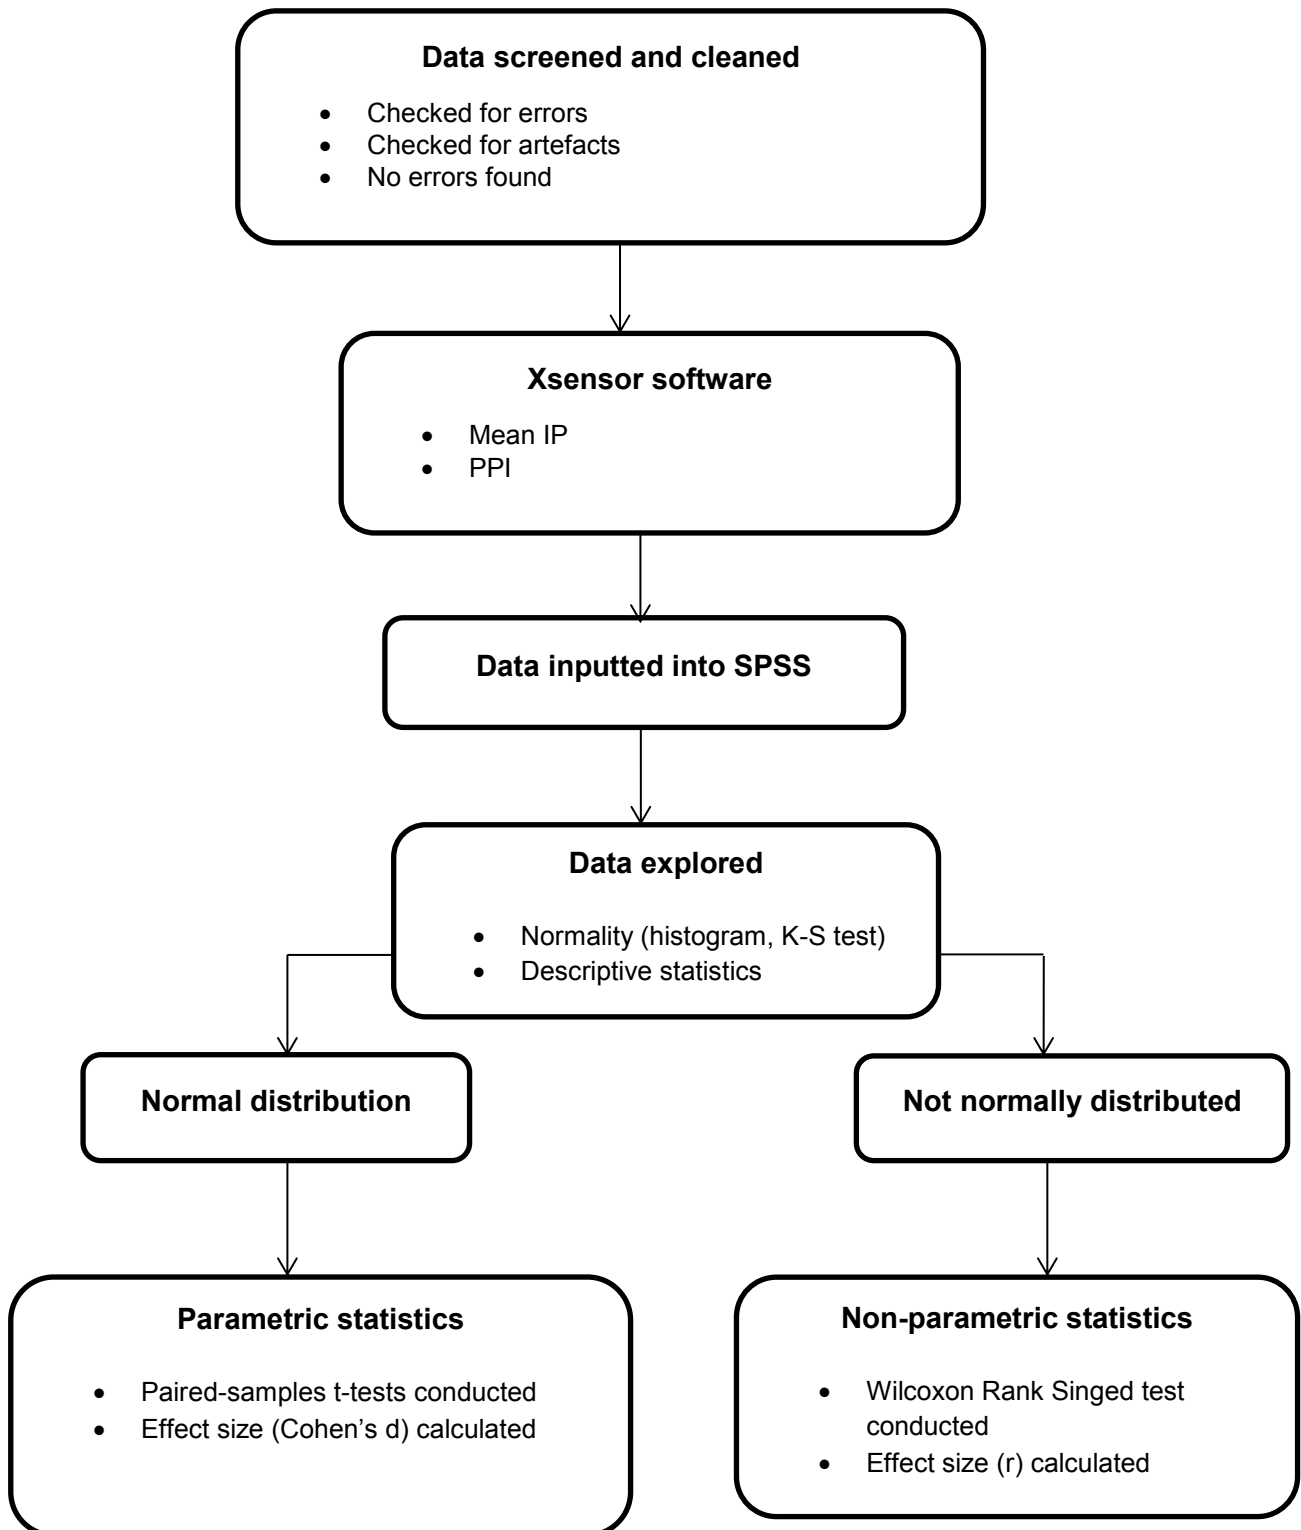 Data screened and cleaned
• Checked for errors
• Checked for artefacts
• No errors found
Xsensor software
• Mean IP
• PPI
Data inputted into SPSS
Data explored
• Normality (histogram, K-S test)
• Descriptive statistics
Normal distribution
Not normally distributed
Parametric statistics
• Paired-samples t-tests conducted
• Effect size (Cohen’s d) calculated
Non-parametric statistics
• Wilcoxon Rank Singed test
conducted
• Effect size (r) calculated